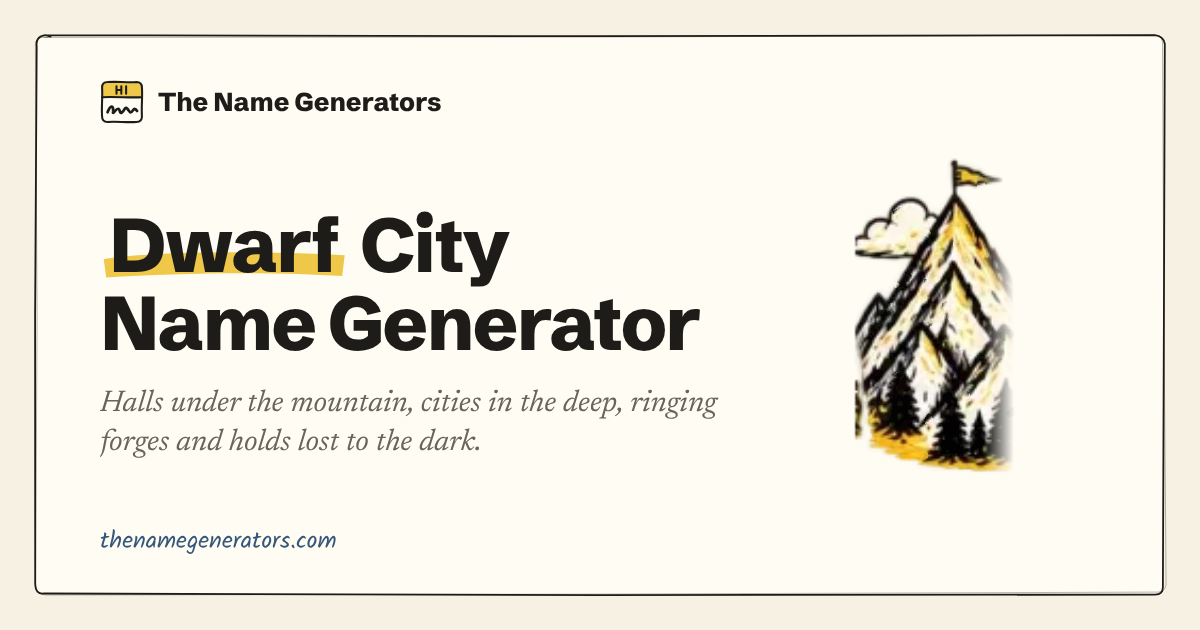 HI
The Name Generators
Dwarf City
Name Generator
Halls under the mountain, cities in the deep, ringing
forges and holds lost to the dark.
thenamegenerators.com